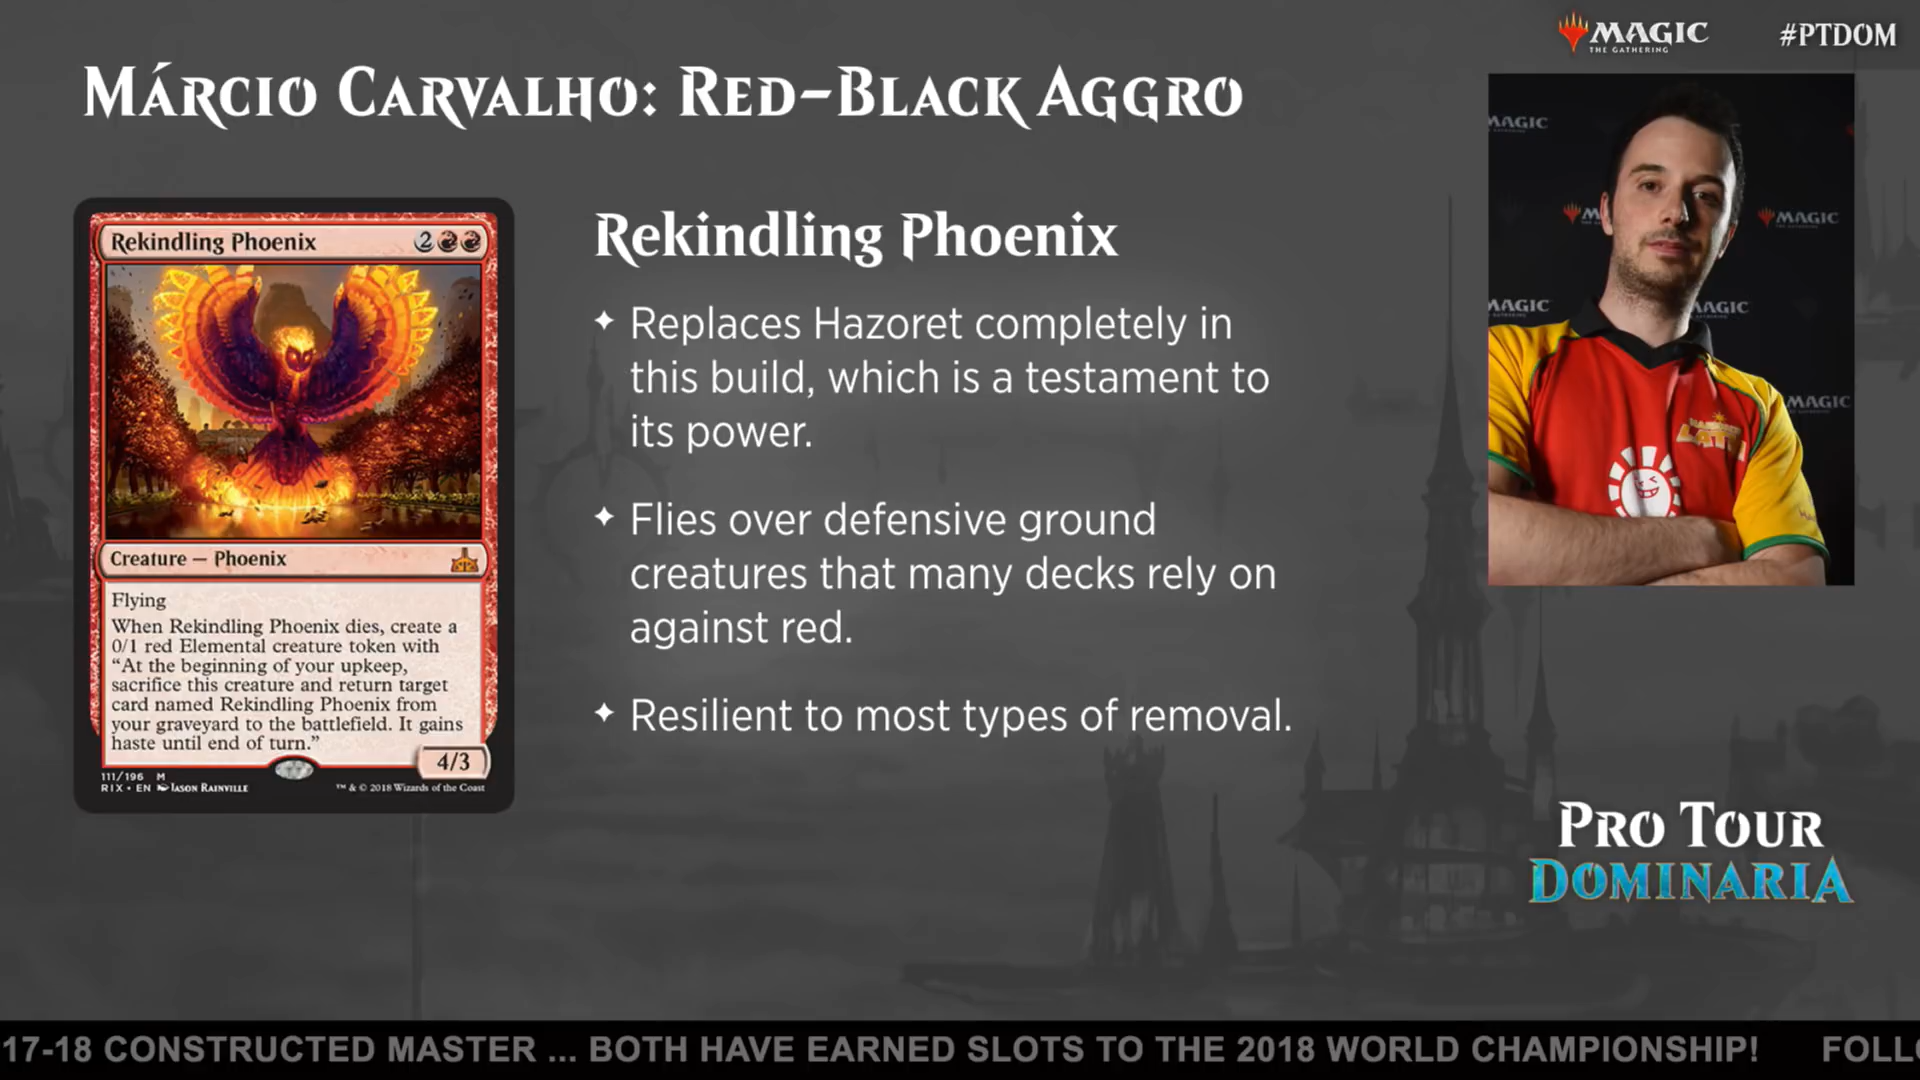 MAGIC
THE GATHERING
#PTDOM
MÁRCIO CARVALHO: RED-BLACK AGGRO
Rekindling Phoenix 2
Creature — Phoenix
Flying
When Rekindling Phoenix dies, create a
0/1 red Elemental creature token with
“At the beginning of your upkeep,
sacrifice this creature and return target
card named Rekindling Phoenix from
your graveyard to the battlefield. It gains
haste until end of turn.”
4/3
111/196 M
RIX • EN JASON RAINVILLE
™ & © 2018 Wizards of the Coast
Rekindling Phoenix
Replaces Hazoret completely in
this build, which is a testament to
its power.
Flies over defensive ground
creatures that many decks rely on
against red.
Resilient to most types of removal.
MAGIC
MAGIC
MAGIC
MAGIC
MAGIC
PRO TOUR
DOMINARIA
17-18 CONSTRUCTED MASTER ... BOTH HAVE EARNED SLOTS TO THE 2018 WORLD CHAMPIONSHIP! FOLL